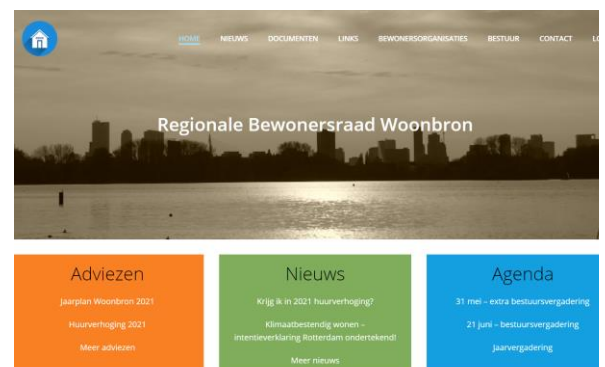 HOME NIEUWS DOCUMENTEN LINKS BEWONERSORGANISATIES BESTUUR CONTACT
Regionale Bewonersraad Woonbron
Adviezen
Jaarplan Woonbron 2021
Huurverhoging 2021
Meer adviezen
Nieuws
Krijg ik in 2021 huurverhoging?
Klimaatbestendig wonen –
intentieverklaring Rotterdam ondertekend!
Meer nieuws
Agenda
31 mei – extra bestuursvergadering
21 juni – bestuursvergadering
Jaarvergadering